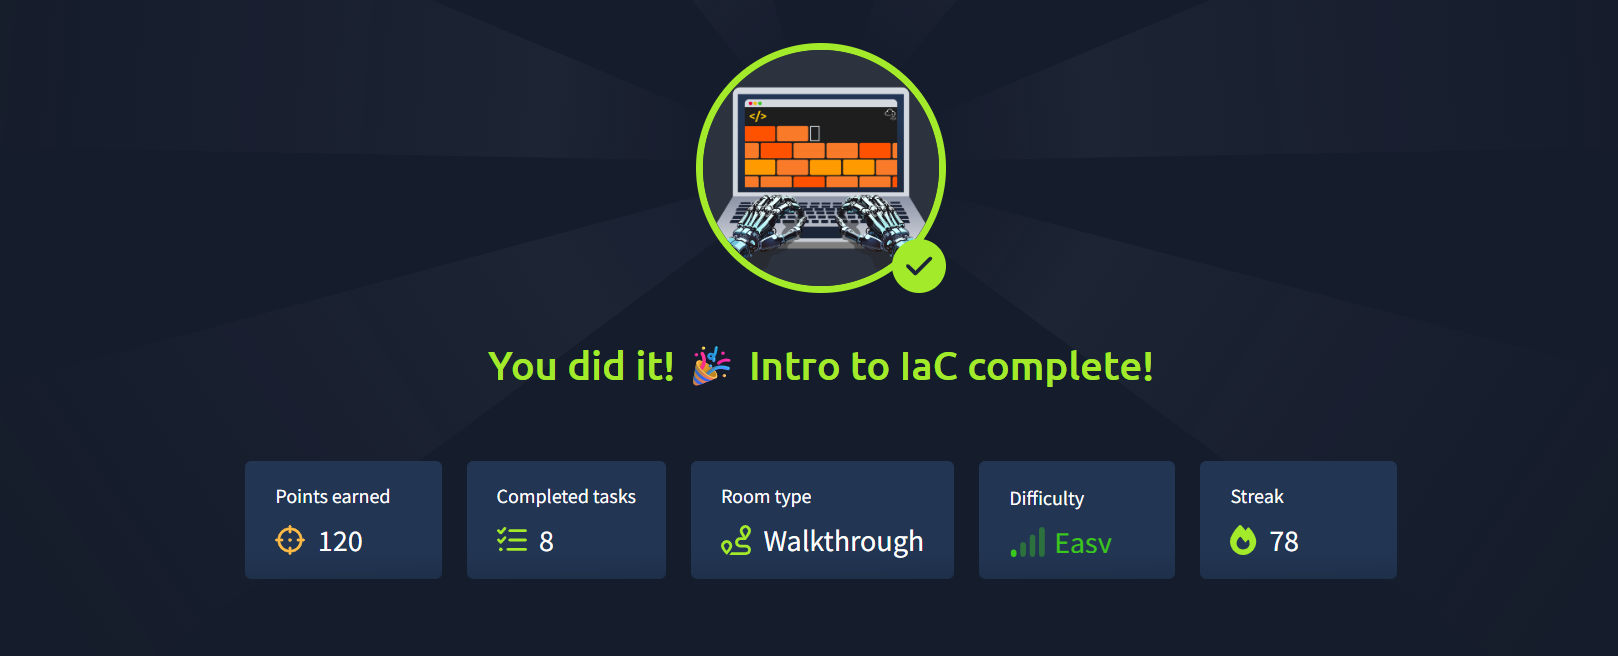 </>
You did it! 🎉 Intro to IaC complete!
Points earned
120
Completed tasks
8
Room type
Walkthrough
Difficulty
Easy
Streak
78